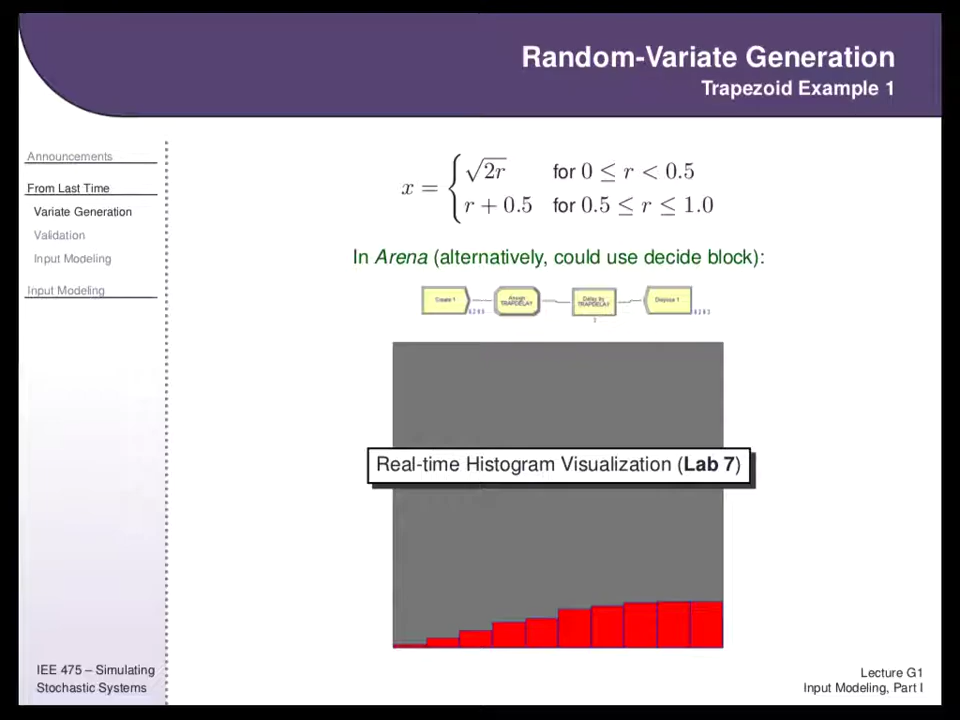 Random-Variate Generation
Trapezoid Example 1
Announcements
From Last Time
Variate Generation
Validation
Input Modeling
Input Modeling
x = { √2r for 0 ≤ r < 0.5
r + 0.5 for 0.5 ≤ r ≤ 1.0
In Arena (alternatively, could use decide block):
Create 1
Assign
TRAPDELAY
Delay by
TRAPDELAY
Dispose 1
Real-time Histogram Visualization (Lab 7)
IEE 475 – Simulating
Stochastic Systems
Lecture G1
Input Modeling, Part I